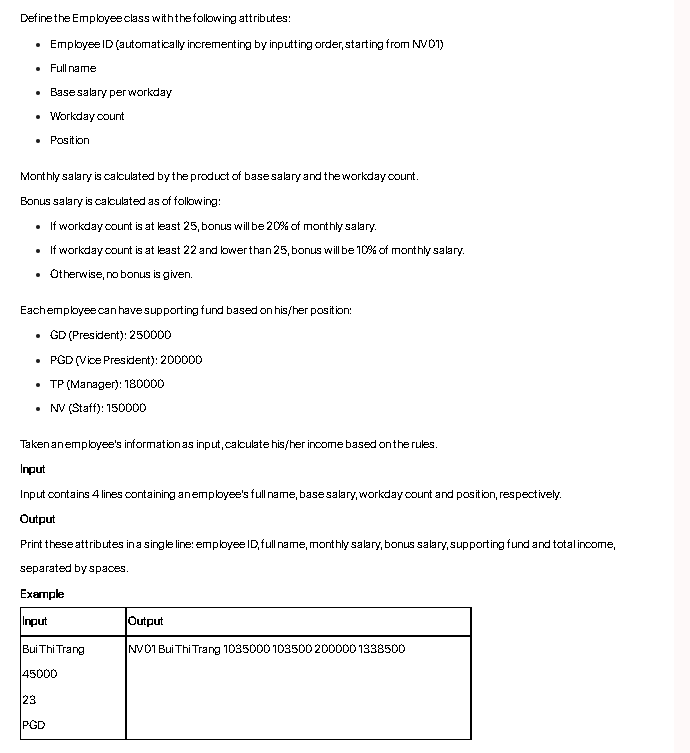 Define the Employee class with the following attributes:
• Employee ID (automatically incrementing by inputting order, starting from NV01)
• Full name
• Base salary per workday
• Workday count
• Position
Monthly salary is calculated by the product of base salary and the workday count.
Bonus salary is calculated as of following:
• If workday count is at least 25, bonus will be 20% of monthly salary.
• If workday count is at least 22 and lower than 25, bonus will be 10% of monthly salary.
• Otherwise, no bonus is given.
Each employee can have supporting fund based on his/her position:
• GD (President): 250000
• PGD (Vice President): 200000
• TP (Manager): 180000
• NV (Staff): 150000
Taken an employee's information as input, calculate his/her income based on the rules.
Input
Input contains 4 lines containing an employee's full name, base salary, workday count and position, respectively.
Output
Print these attributes in a single line: employee ID, full name, monthly salary, bonus salary, supporting fund and total income,
separated by spaces.
Example
Input Output
Bui Thi Trang NV01 Bui Thi Trang 1035000 103500 200000 1338500
45000
23
PGD